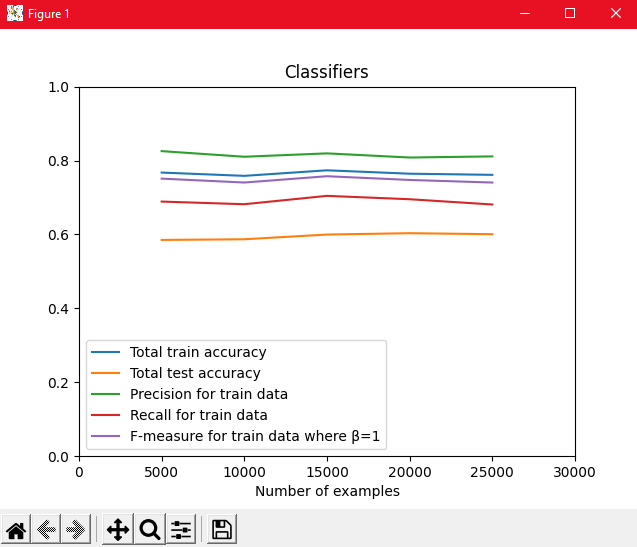 Figure 1
Classifiers
1.0
0.8
0.6
0.4
0.2
0.0
Total train accuracy
Total test accuracy
Precision for train data
Recall for train data
F-measure for train data where β=1
0 5000 10000 15000 20000 25000 30000
Number of examples